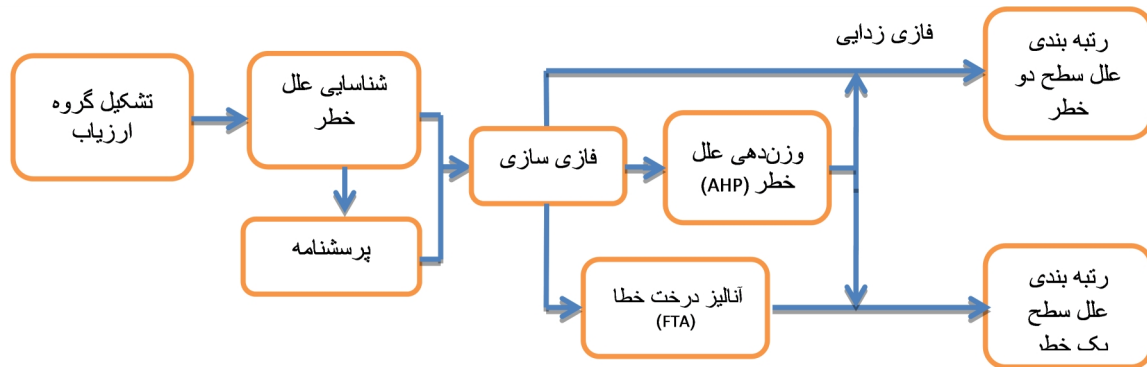 تشکیل گروه
ارزیاب
شناسایی علل
خطر
پرسشنامه
فازی سازی
فازی زدایی
وزن‌دهی علل
خطر (AHP)
آنالیز درخت خطا
(FTA)
رتبه بندی
علل سطح دو
خطر
رتبه بندی
علل سطح
یک خطر